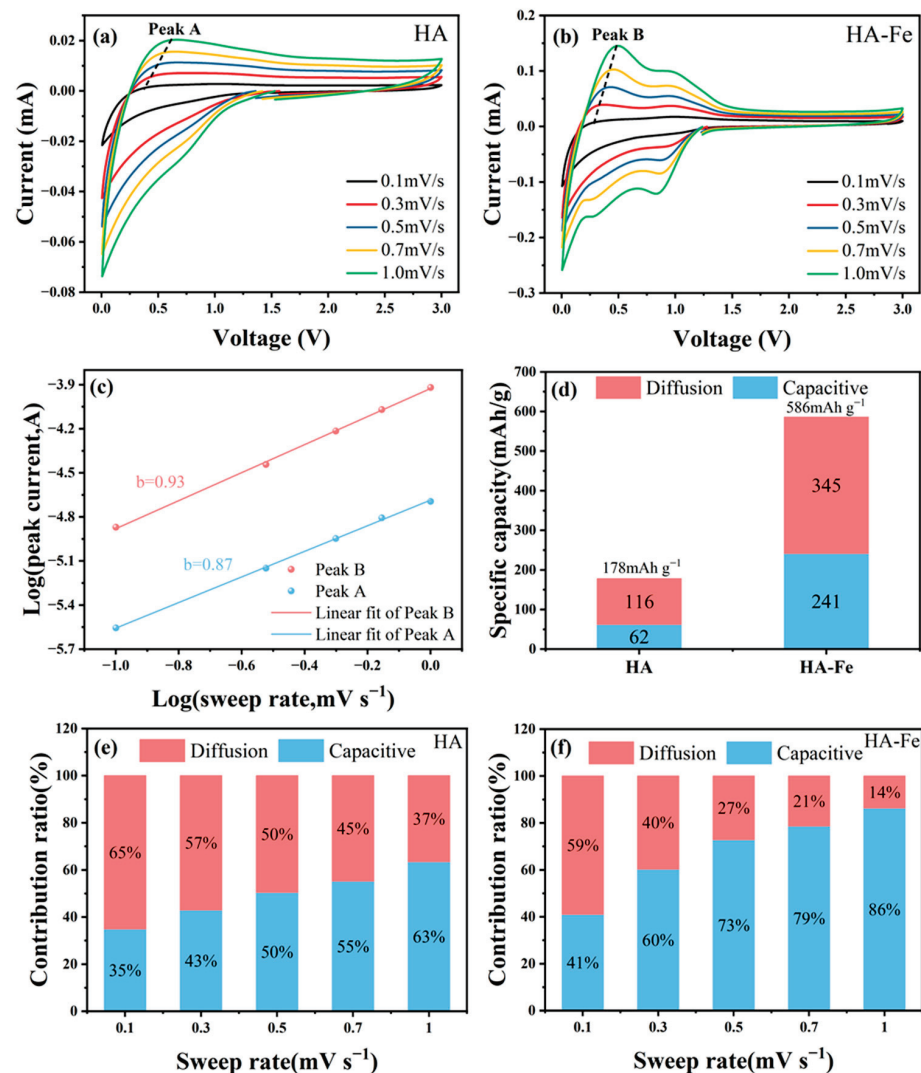 (a)
HA
Peak A
Current (mA)
0.02
0.00
−0.02
−0.04
−0.06
−0.08
0.1mV/s
0.3mV/s
0.5mV/s
0.7mV/s
1.0mV/s
0.0 0.5 1.0 1.5 2.0 2.5 3.0
Voltage (V)
(b)
HA-Fe
Peak B
Current (mA)
0.2
0.1
0.0
−0.1
−0.2
−0.3
0.1mV/s
0.3mV/s
0.5mV/s
0.7mV/s
1.0mV/s
0.0 0.5 1.0 1.5 2.0 2.5 3.0
Voltage (V)
(c)
Log(peak current,A)
−3.9
−4.2
−4.5
−4.8
−5.1
−5.4
−5.7
b=0.93
b=0.87
Peak B
Peak A
Linear fit of Peak B
Linear fit of Peak A
−1.0 −0.8 −0.6 −0.4 −0.2 0.0
Log(sweep rate,mV s⁻¹)
(d)
Diffusion Capacitive
Specific capacity(mAh/g)
700
600
500
400
300
200
100
0
178mAh g⁻¹
116
62
586mAh g⁻¹
345
241
HA HA-Fe
(e)
HA
Diffusion Capacitive
Contribution ratio(%)
120
100
80
60
40
20
0
65% 57% 50% 45% 37%
35% 43% 50% 55% 63%
0.1 0.3 0.5 0.7 1
Sweep rate(mV s⁻¹)
(f)
HA-Fe
Diffusion Capacitive
Contribution ratio(%)
120
100
80
60
40
20
0
59% 40% 27% 21% 14%
41% 60% 73% 79% 86%
0.1 0.3 0.5 0.7 1
Sweep rate(mV s⁻¹)